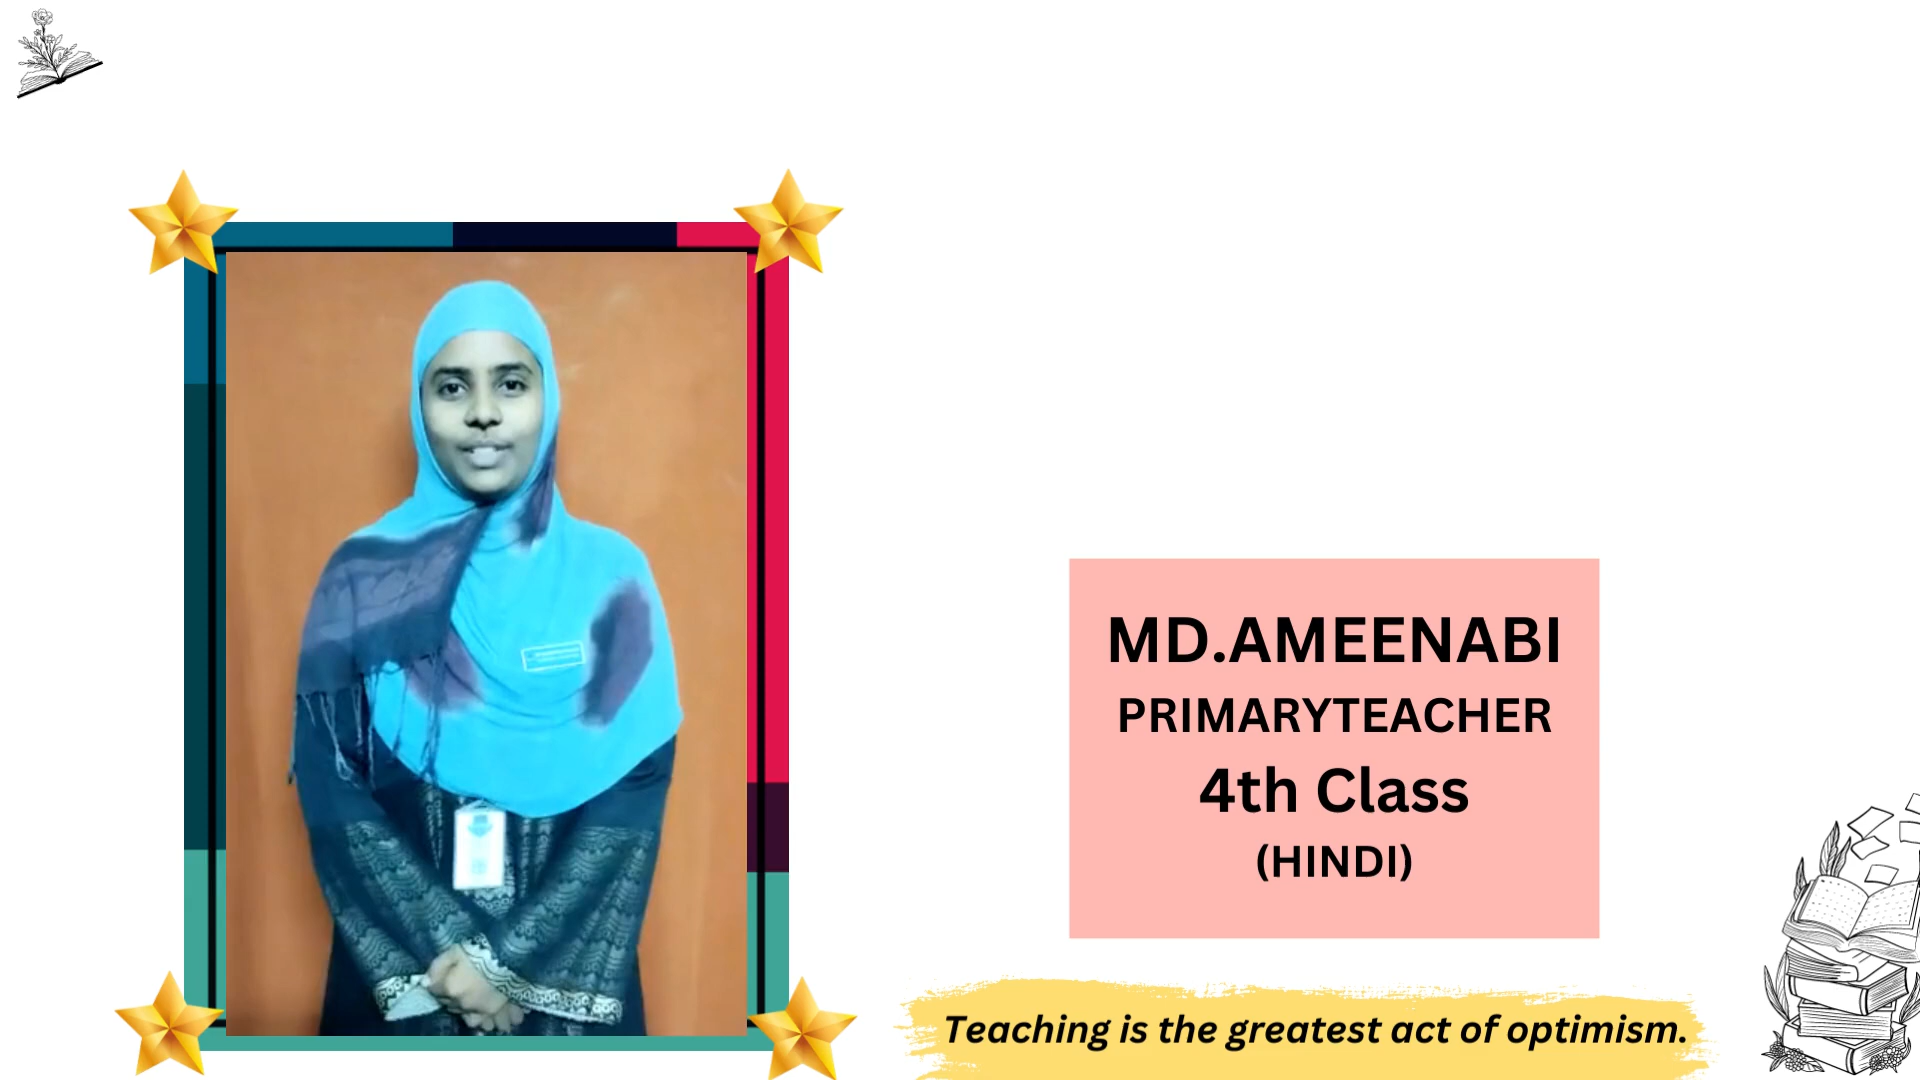 MD.AMEENABI
PRIMARYTEACHER
4th Class
(HINDI)
Teaching is the greatest act of optimism.